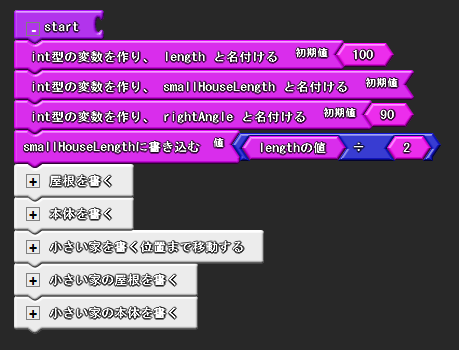 - start
int型の変数を作り、 length と名付ける 初期値 100
int型の変数を作り、 smallHouseLength と名付ける
int型の変数を作り、 rightAngle と名付ける 初期値 90
smallHouseLengthに書き込む 値 lengthの値 ÷ 2
+ 屋根を書く
+ 本体を書く
+ 小さい家を書く位置まで移動する
+ 小さい家の屋根を書く
+ 小さい家の本体を書く